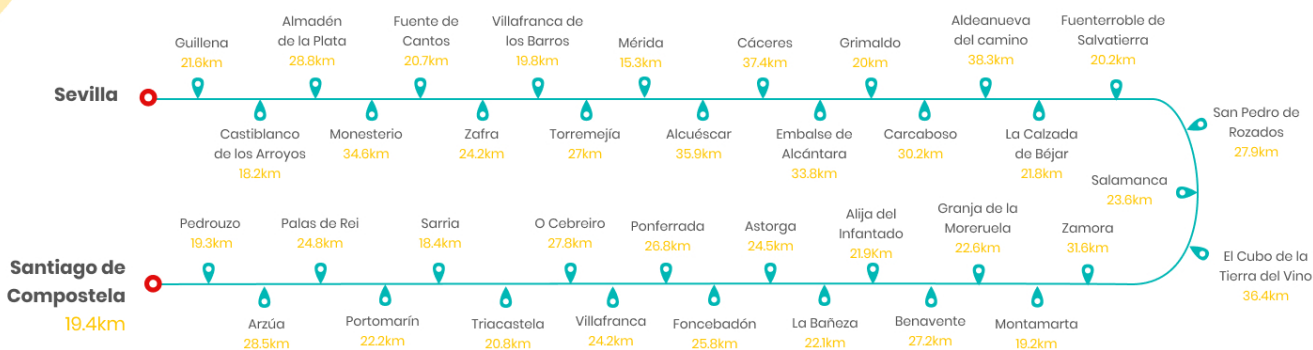 Sevilla
Guillena
21.6km
Castiblanco
de los Arroyos
18.2km
Almadén
de la Plata
28.8km
Monesterio
34.6km
Fuente de
Cantos
20.7km
Zafra
24.2km
Villafranca de
los Barros
19.8km
Torremejía
27km
Mérida
15.3km
Alcuéscar
35.9km
Cáceres
37.4km
Embalse de
Alcántara
33.8km
Grimaldo
20km
Carcaboso
30.2km
Aldeanueva
del camino
38.3km
La Calzada
de Béjar
21.8km
Fuenterroble de
Salvatierra
20.2km
San Pedro de
Rozados
27.9km
Salamanca
23.6km
El Cubo de la
Tierra del Vino
36.4km
Zamora
31.6km
Montamarta
19.2km
Granja de la
Moreruela
22.6km
Benavente
27.2km
Alija del
Infantado
21.9Km
La Bañeza
22.1km
Astorga
24.5km
Foncebadón
25.8km
Ponferrada
26.8km
Villafranca
24.2km
O Cebreiro
27.8km
Triacastela
20.8km
Sarria
18.4km
Portomarín
22.2km
Palas de Rei
24.8km
Arzúa
28.5km
Pedrouzo
19.3km
Santiago de
Compostela
19.4km